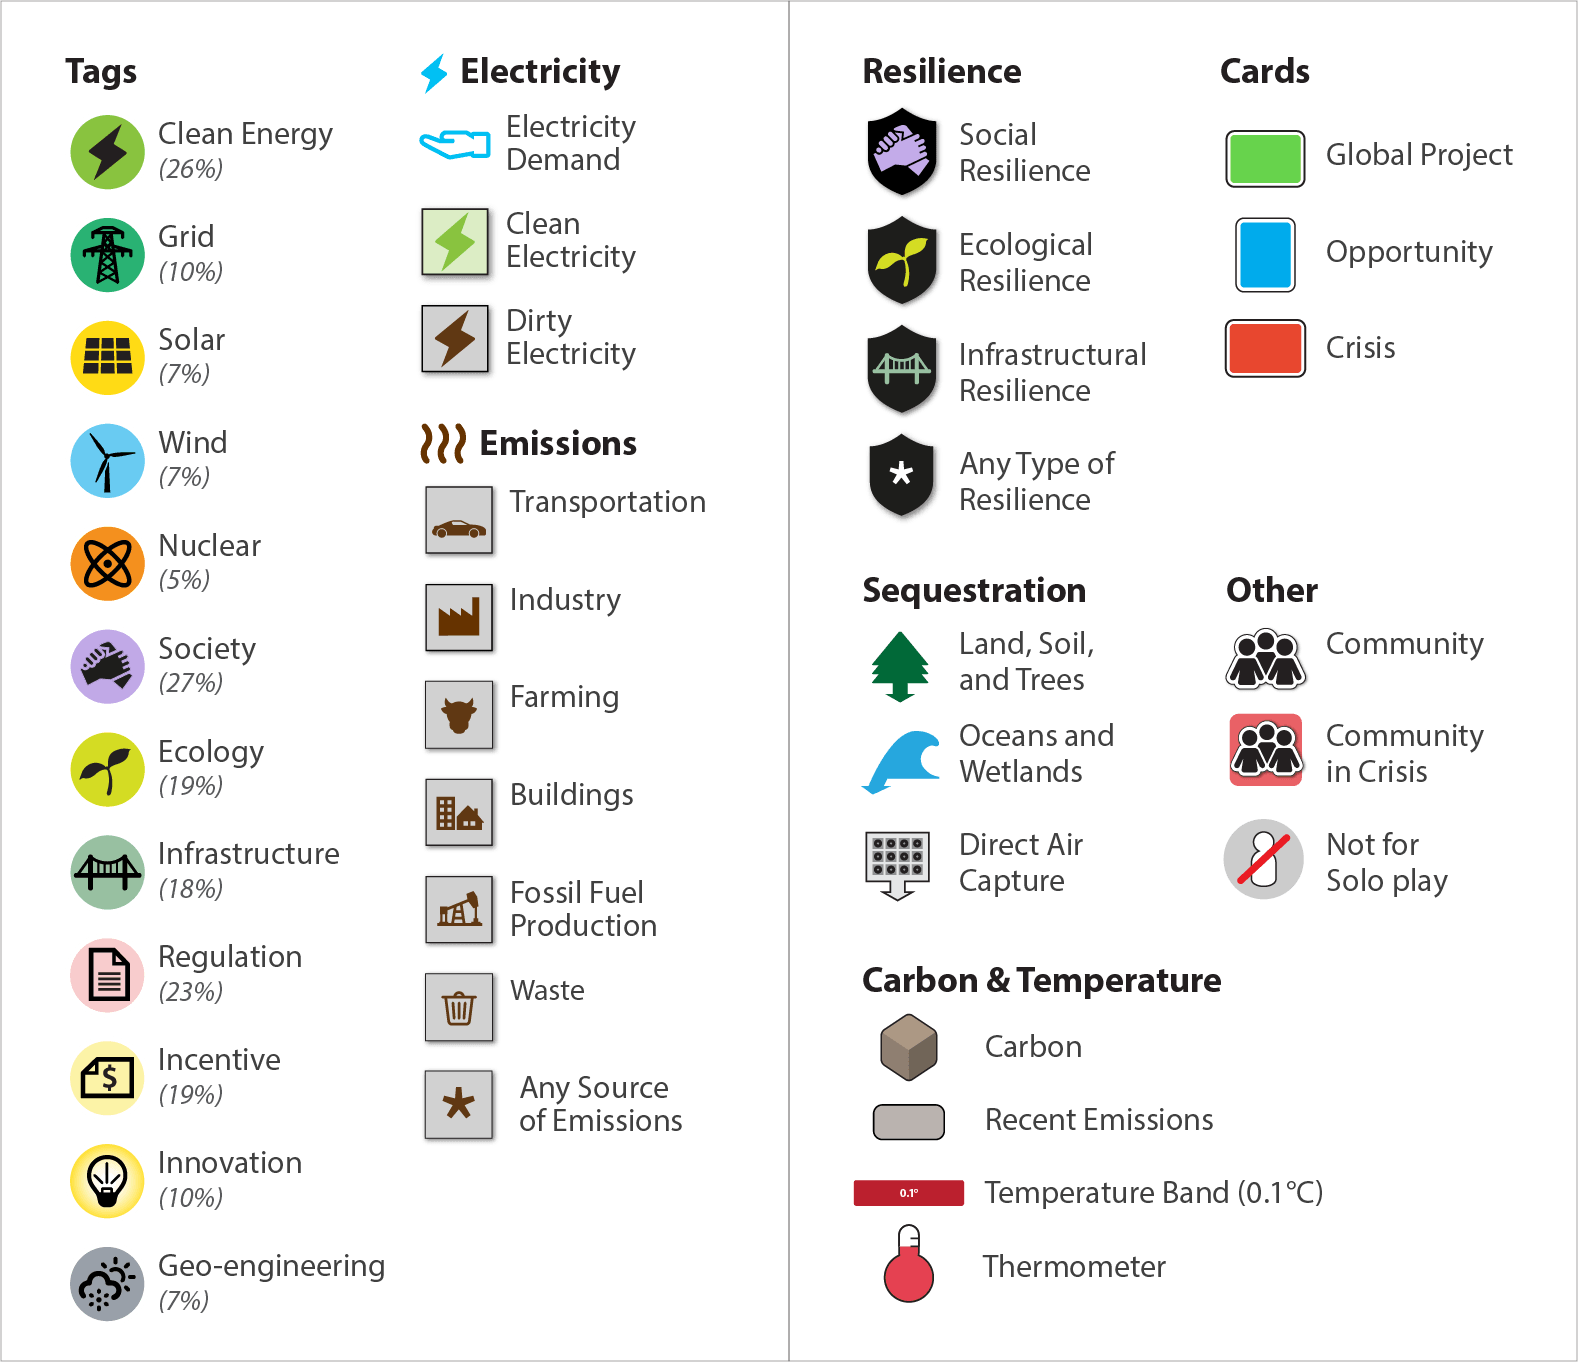 Tags
Clean Energy
(26%)
Grid
(10%)
Solar
(7%)
Wind
(7%)
Nuclear
(5%)
Society
(27%)
Ecology
(19%)
Infrastructure
(18%)
Regulation
(23%)
$
Incentive
(19%)
Innovation
(10%)
Geo-engineering
(7%)
Electricity
Electricity
Demand
Clean
Electricity
Dirty
Electricity
Emissions
Transportation
Industry
Farming
Buildings
Fossil Fuel
Production
Waste
Any Source
of Emissions
Resilience
Social
Resilience
Ecological
Resilience
Infrastructural
Resilience
*
Any Type of
Resilience
Cards
Global Project
Opportunity
Crisis
Sequestration
Land, Soil,
and Trees
Oceans and
Wetlands
Direct Air
Capture
Other
Community
Community
in Crisis
Not for
Solo play
Carbon & Temperature
Carbon
Recent Emissions
0.1°
Temperature Band (0.1°C)
Thermometer